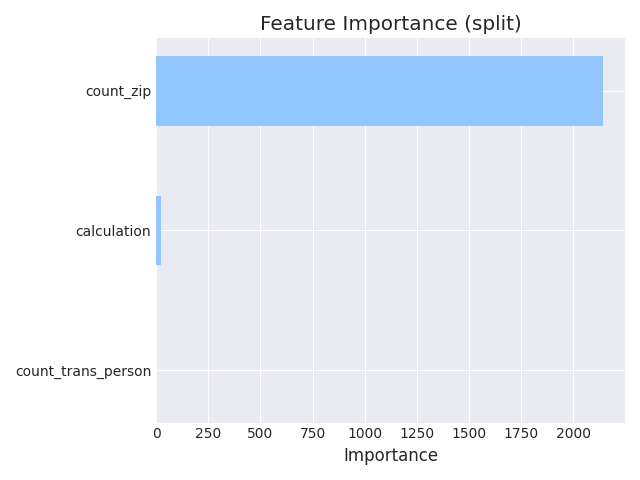 Feature Importance (split)
count_zip
calculation
count_trans_person
0 250 500 750 1000 1250 1500 1750 2000
Importance